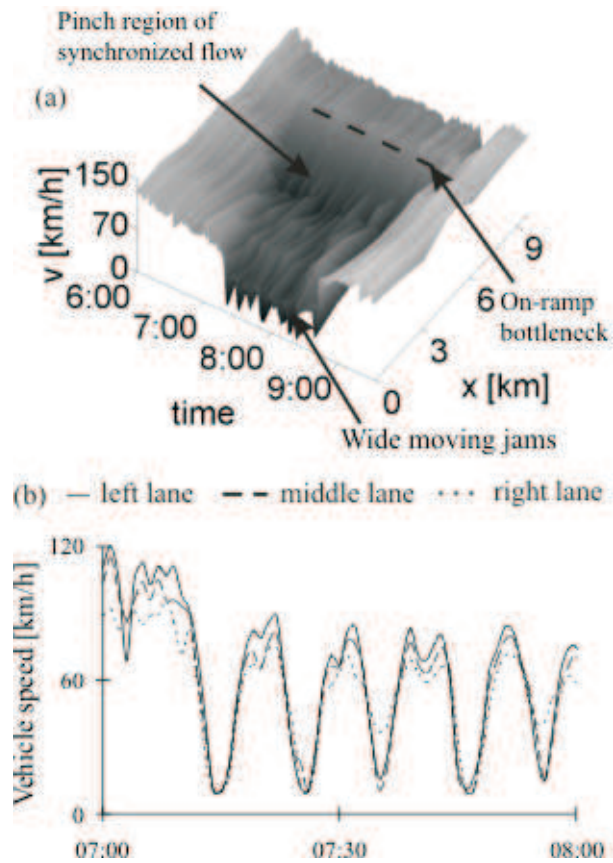 Pinch region of
synchronized flow
(a)
v [km/h]
150
70
0
6:00
7:00
8:00
9:00
time
0
3
6
9
x [km]
On-ramp
bottleneck
Wide moving jams
(b) left lane middle lane right lane
Vehicle speed [km/h]
120
60
0
07:00 07:30 08:00